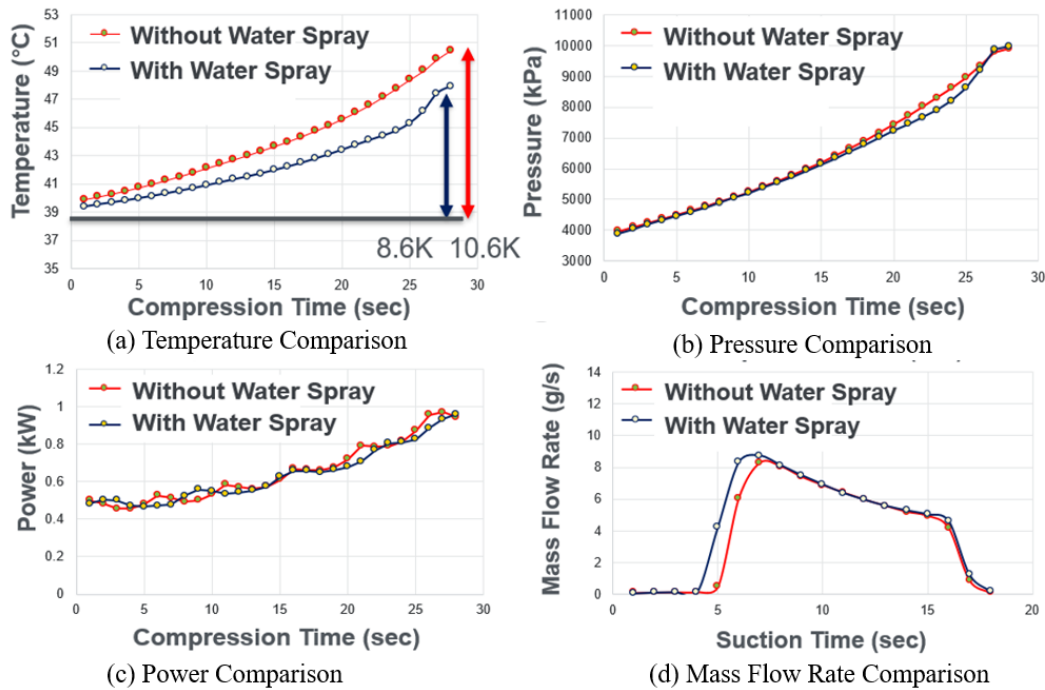 Temperature (°C)
53
51
49
47
45
43
41
39
37
35
Without Water Spray
With Water Spray
8.6K 10.6K
0 5 10 15 20 25 30
Compression Time (sec)
(a) Temperature Comparison
Pressure (kPa)
11000
10000
9000
8000
7000
6000
5000
4000
3000
Without Water Spray
With Water Spray
0 5 10 15 20 25 30
Compression Time (sec)
(b) Pressure Comparison
Power (kW)
1.2
1
0.8
0.6
0.4
0.2
0
Without Water Spray
With Water Spray
0 5 10 15 20 25 30
Compression Time (sec)
(c) Power Comparison
Mass Flow Rate (g/s)
14
12
10
8
6
4
2
0
Without Water Spray
With Water Spray
0 5 10 15 20
Suction Time (sec)
(d) Mass Flow Rate Comparison